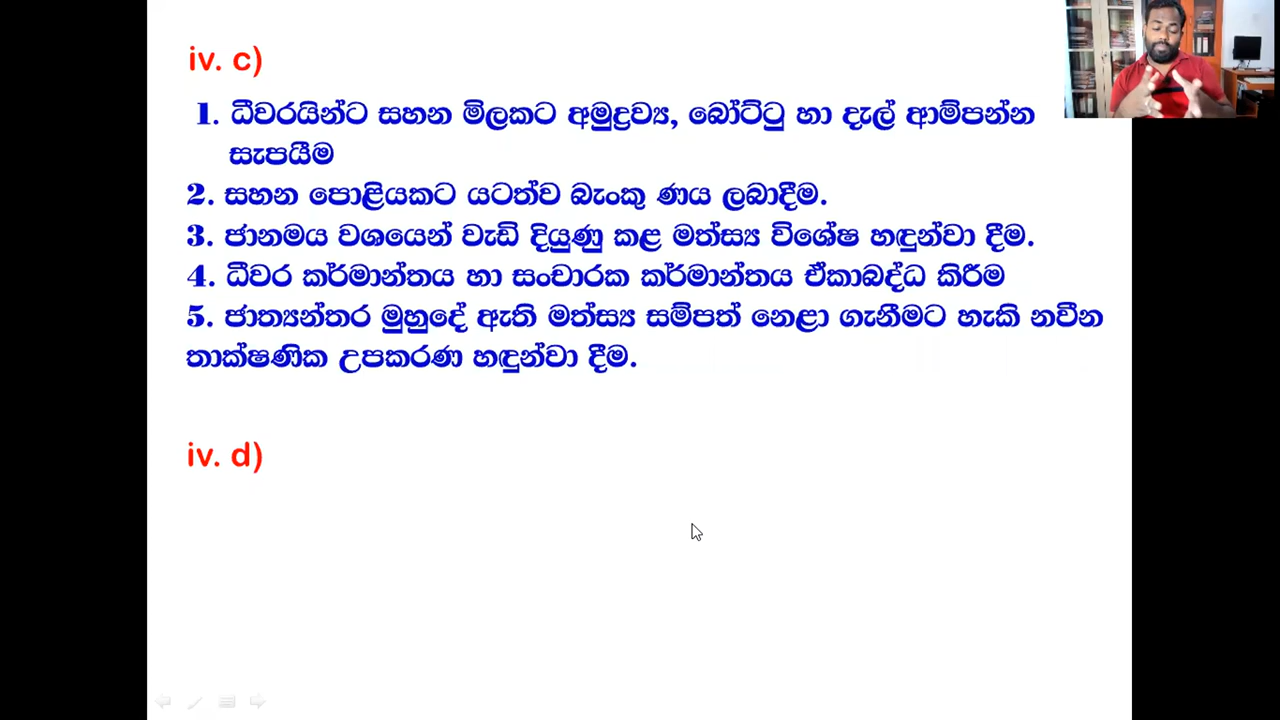 iv. c)
1. ධීවරයින්ට සහන මිලකට අමුද්‍රව්‍ය, බෝට්ටු හා දැල් ආම්පන්න
සැපයීම
2. සහන පොළියකට යටත්ව බැංකු ණය ලබාදීම.
3. ජානමය වශයෙන් වැඩි දියුණු කළ මත්ස්‍ය විශේෂ හඳුන්වා දීම.
4. ධීවර කර්මාන්තය හා සංචාරක කර්මාන්තය ඒකාබද්ධ කිරීම
5. ජාත්‍යන්තර මුහුදේ ඇති මත්ස්‍ය සම්පත් නෙළා ගැනීමට හැකි නවීන
තාක්ෂණික උපකරණ හඳුන්වා දීම.
iv. d)